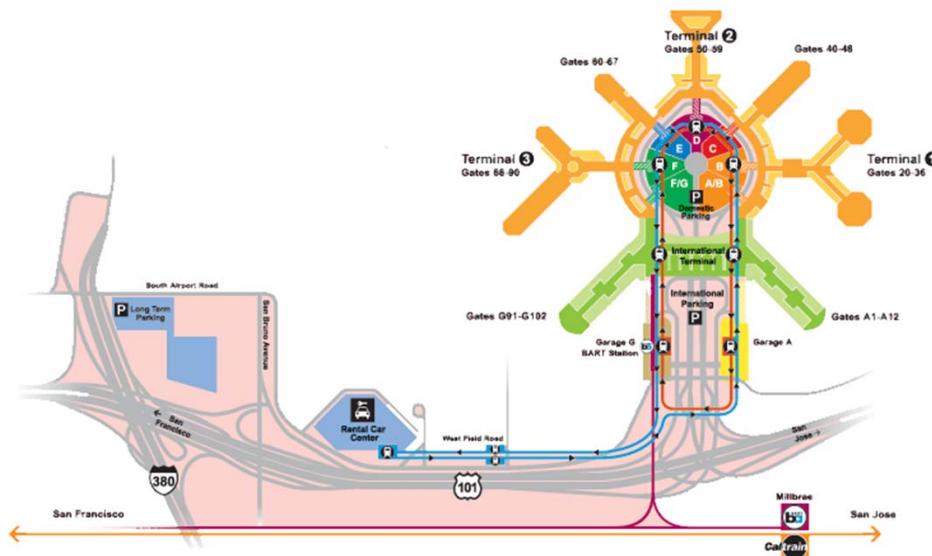 Terminal 2
Gates 50-59
Gates 60-67
Gates 40-48
Terminal 3
Gates 68-90
Terminal 1
Gates 20-36
D
E
C
F
B
F/G
A/B
P
Domestic
Parking
International
Terminal
South Airport Road
International
Parking
P
P
Long Term
Parking
San Bruno Avenue
Gates G91-G102
Gates A1-A12
Garage G
BART Station
ba
Garage A
Rental Car
Center
West Field Road
San
Francisco
San
Jose
380
101
Millbrae
San Francisco
ba
San Jose
Caltrain